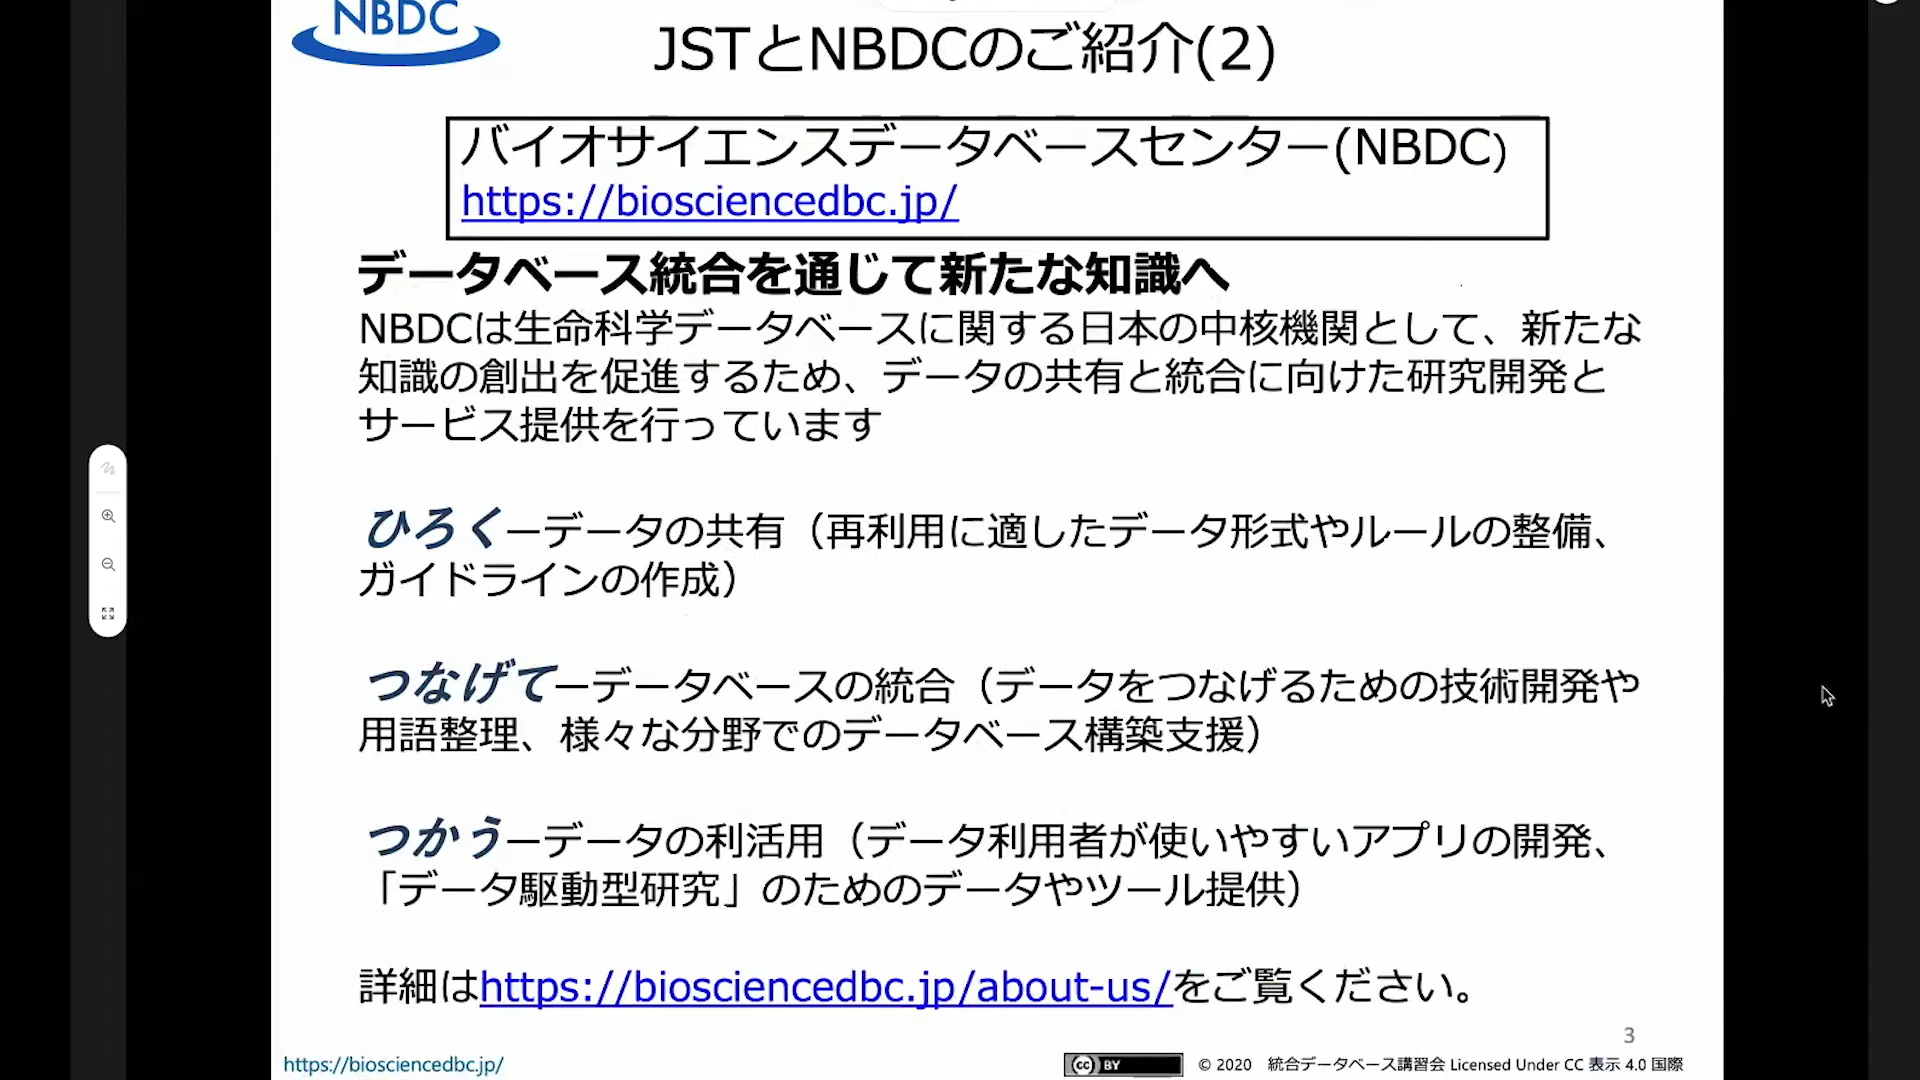 NBDC
JSTとNBDCのご紹介(2)
バイオサイエンスデータベースセンター(NBDC)
https://biosciencedbc.jp/
データベース統合を通じて新たな知識へ
NBDCは生命科学データベースに関する日本の中核機関として、新たな
知識の創出を促進するため、データの共有と統合に向けた研究開発と
サービス提供を行っています
ひろくーデータの共有（再利用に適したデータ形式やルールの整備、
ガイドラインの作成）
つなげてーデータベースの統合（データをつなげるための技術開発や
用語整理、様々な分野でのデータベース構築支援）
つかうーデータの利活用（データ利用者が使いやすいアプリの開発、
「データ駆動型研究」のためのデータやツール提供）
詳細はhttps://biosciencedbc.jp/about-us/をご覧ください。
3
https://biosciencedbc.jp/
cc BY
© 2020 統合データベース講習会 Licensed Under CC 表示 4.0 国際